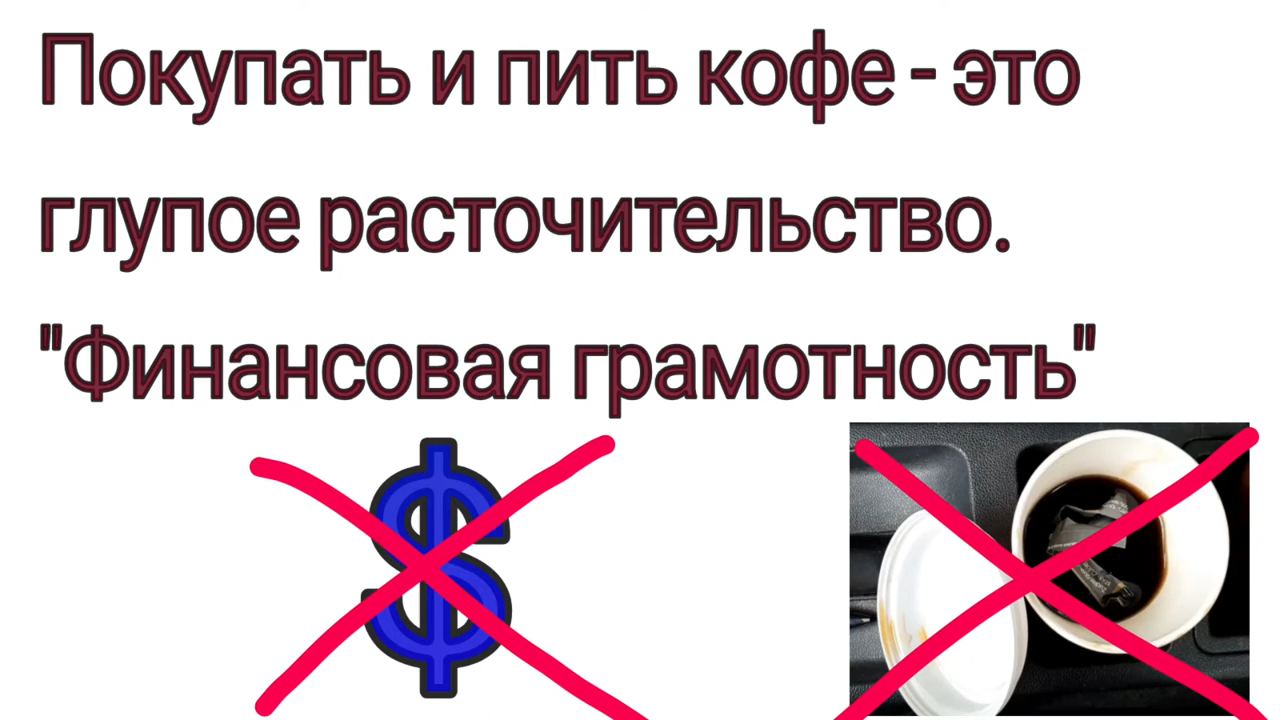 Покупать и пить кофе - это
глупое расточительство.
"Финансовая грамотность"
$